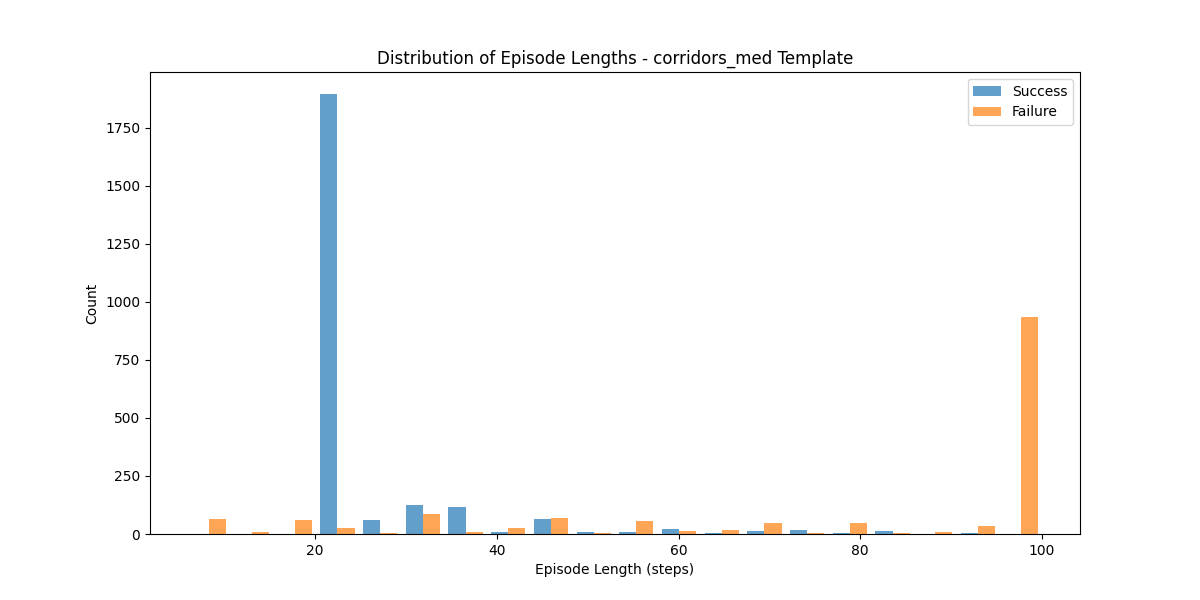 Distribution of Episode Lengths - corridors_med Template
Success
Failure
1750
1500
1250
1000
750
500
250
0
Count
20 40 60 80 100
Episode Length (steps)